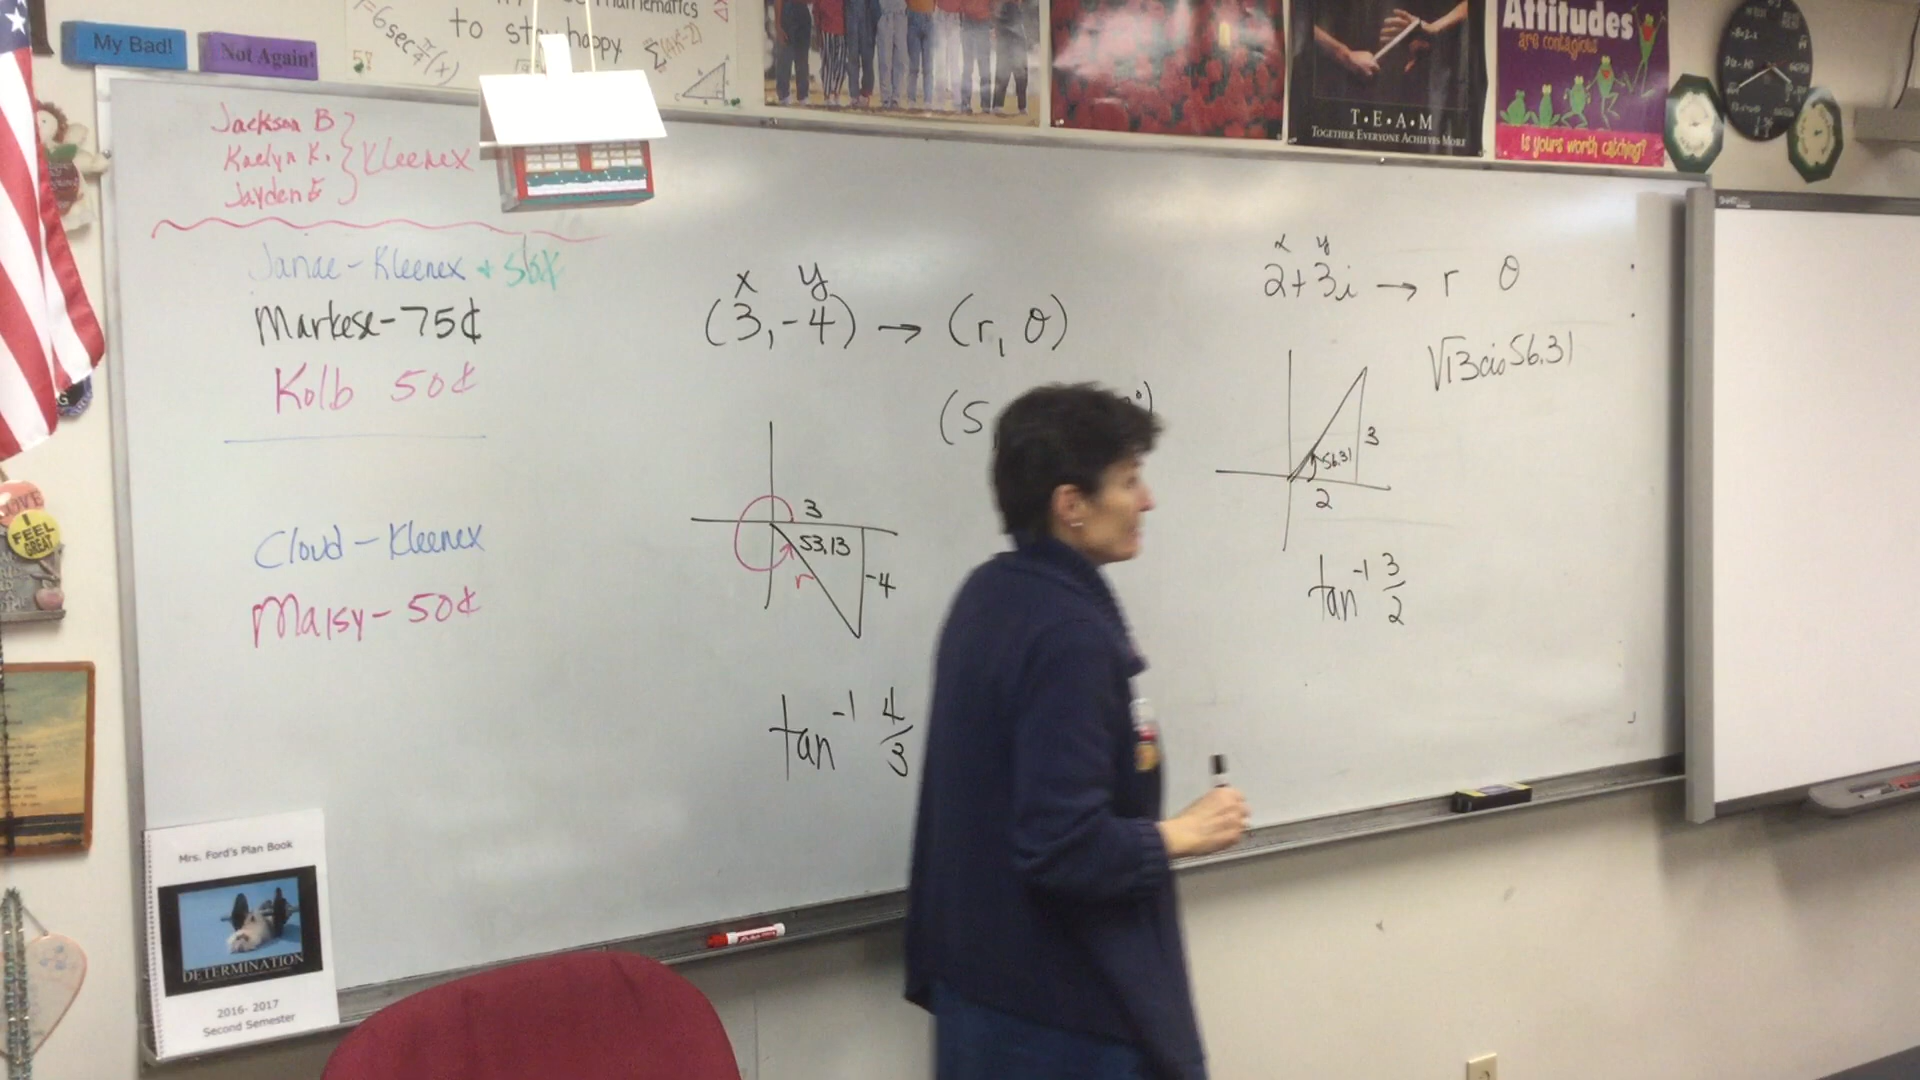 My Bad!
Not Again!
mathematics
to stay happy
T•E•A•M
TOGETHER EVERYONE ACHIEVES MORE
Attitudes
are contagious
Is yours worth catching?
Jackson B
Kaelyn K.
Jayden
Kleenex
Janae - Kleenex + 56¢
Markese - 75¢
Kolb 50¢
Cloud - Kleenex
Maisy - 50¢
x y
(3, -4) → (r, θ)
(5,
3
53.13
r
-4
tan⁻¹ 4/3
x y
2+3i → r θ
√13 cis 56.31
56.31
3
2
tan⁻¹ 3/2
I
FEEL
GREAT
Mrs. Ford's Plan Book
DETERMINATION
2016- 2017
Second Semester